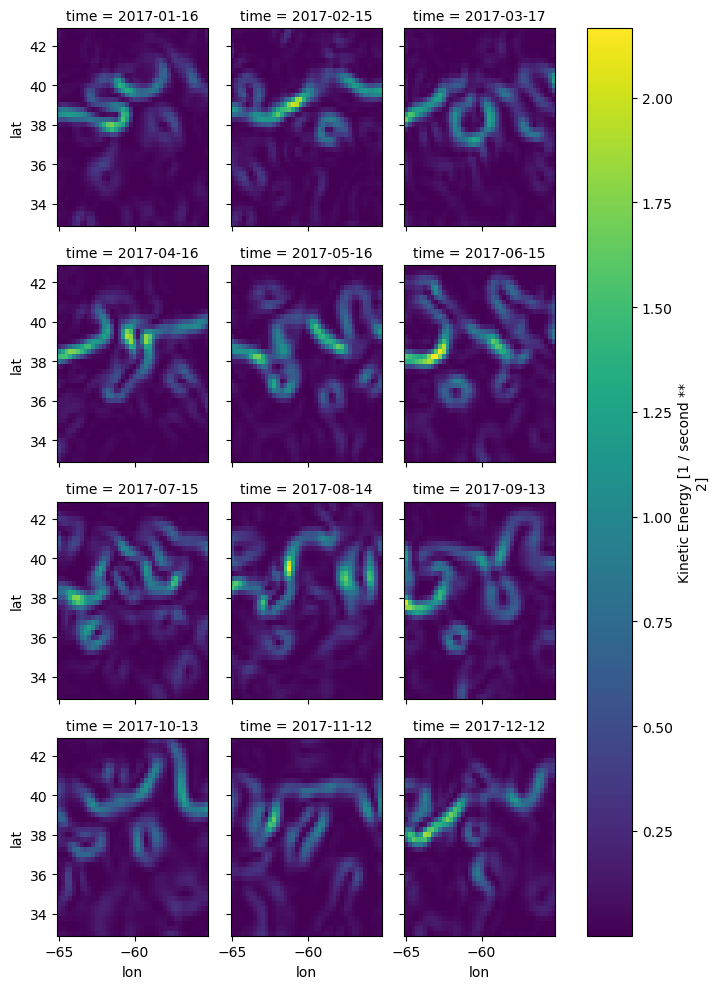 time = 2017-01-16
time = 2017-02-15
time = 2017-03-17
42
40
38
36
34
lat
time = 2017-04-16
time = 2017-05-16
time = 2017-06-15
42
40
38
36
34
lat
time = 2017-07-15
time = 2017-08-14
time = 2017-09-13
42
40
38
36
34
lat
time = 2017-10-13
time = 2017-11-12
time = 2017-12-12
42
40
38
36
34
lat
−65
−60
lon
−65
−60
lon
−65
−60
lon
2.00
1.75
1.50
1.25
1.00
0.75
0.50
0.25
Kinetic Energy [1 / second **
2]